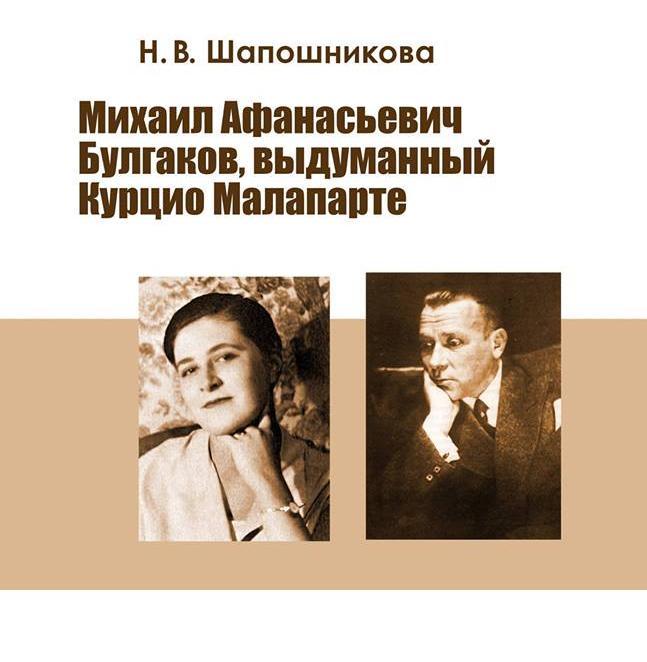 Н. В. Шапошникова
Михаил Афанасьевич
Булгаков, выдуманный
Курцио Малапарте